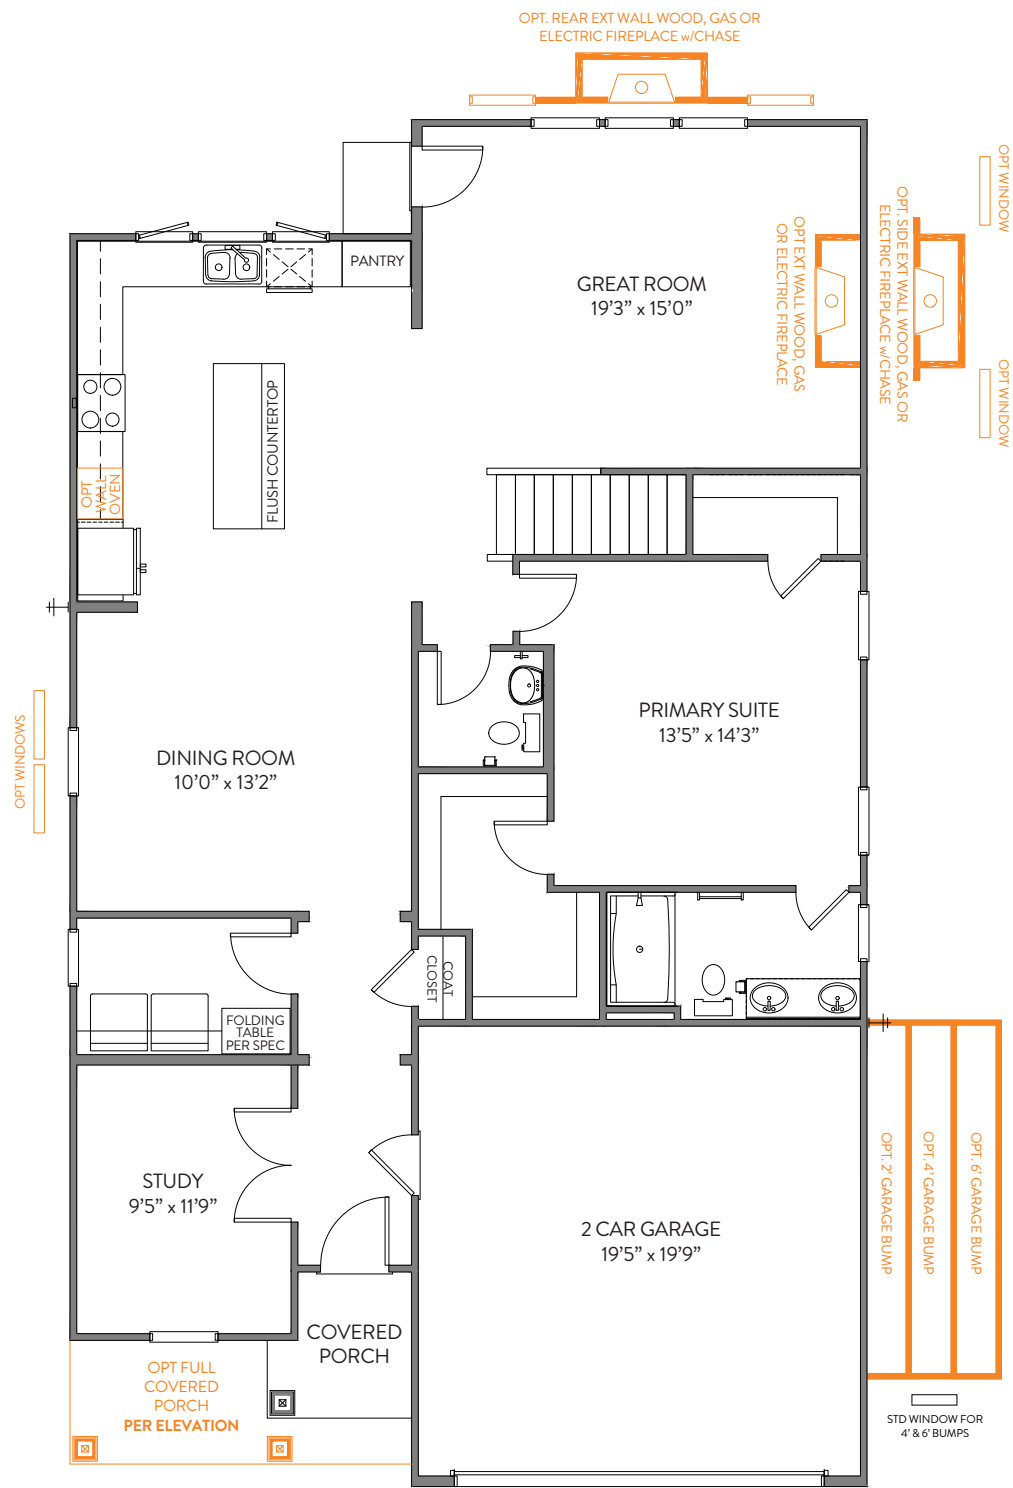 OPT. REAR EXT WALL WOOD, GAS OR
ELECTRIC FIREPLACE w/CHASE
OPT WINDOW
OPT. SIDE EXT WALL WOOD, GAS OR
ELECTRIC FIREPLACE w/CHASE
OPT EXT WALL WOOD, GAS
OR ELECTRIC FIREPLACE
OPT WINDOW
PANTRY
GREAT ROOM
19'3” x 15'0”
FLUSH COUNTERTOP
OPT
WALL
OVEN
PRIMARY SUITE
13'5” x 14'3”
OPT WINDOWS
DINING ROOM
10'0” x 13'2”
COAT
CLOSET
FOLDING
TABLE
PER SPEC
STUDY
9'5” x 11'9”
2 CAR GARAGE
19'5” x 19'9”
OPT. 2' GARAGE BUMP
OPT. 4' GARAGE BUMP
OPT. 6' GARAGE BUMP
COVERED
PORCH
OPT FULL
COVERED
PORCH
PER ELEVATION
STD WINDOW FOR
4' & 6' BUMPS